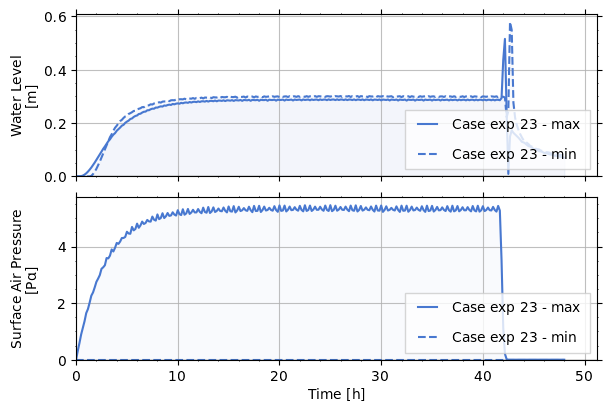 0.6
0.4
0.2
0.0
Water Level
[m]
Case exp 23 - max
Case exp 23 - min
4
2
0
Surface Air Pressure
[Pa]
Case exp 23 - max
Case exp 23 - min
0
10
20
30
40
50
Time [h]